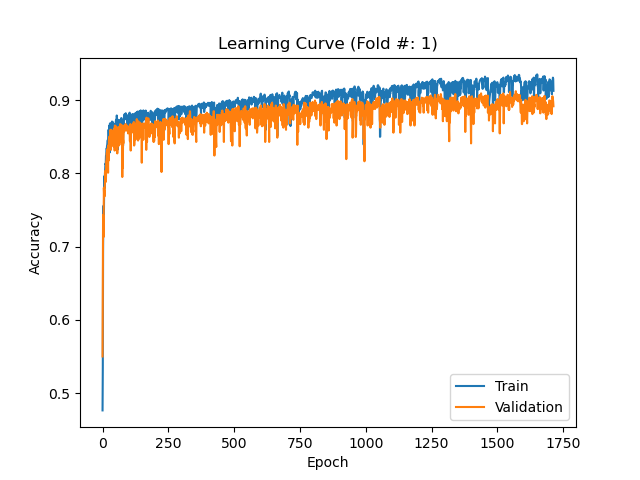 Learning Curve (Fold #: 1)
Accuracy
0.9
0.8
0.7
0.6
0.5
0 250 500 750 1000 1250 1500 1750
Epoch
Train
Validation